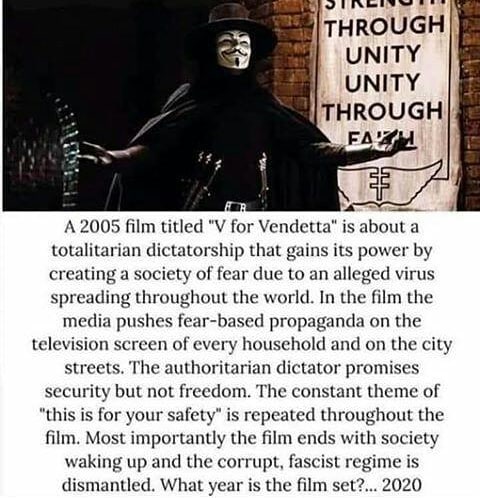 STRENGTH
THROUGH
UNITY
UNITY
THROUGH
FAITH
A 2005 film titled "V for Vendetta" is about a
totalitarian dictatorship that gains its power by
creating a society of fear due to an alleged virus
spreading throughout the world. In the film the
media pushes fear-based propaganda on the
television screen of every household and on the city
streets. The authoritarian dictator promises
security but not freedom. The constant theme of
"this is for your safety" is repeated throughout the
film. Most importantly the film ends with society
waking up and the corrupt, fascist regime is
dismantled. What year is the film set?... 2020